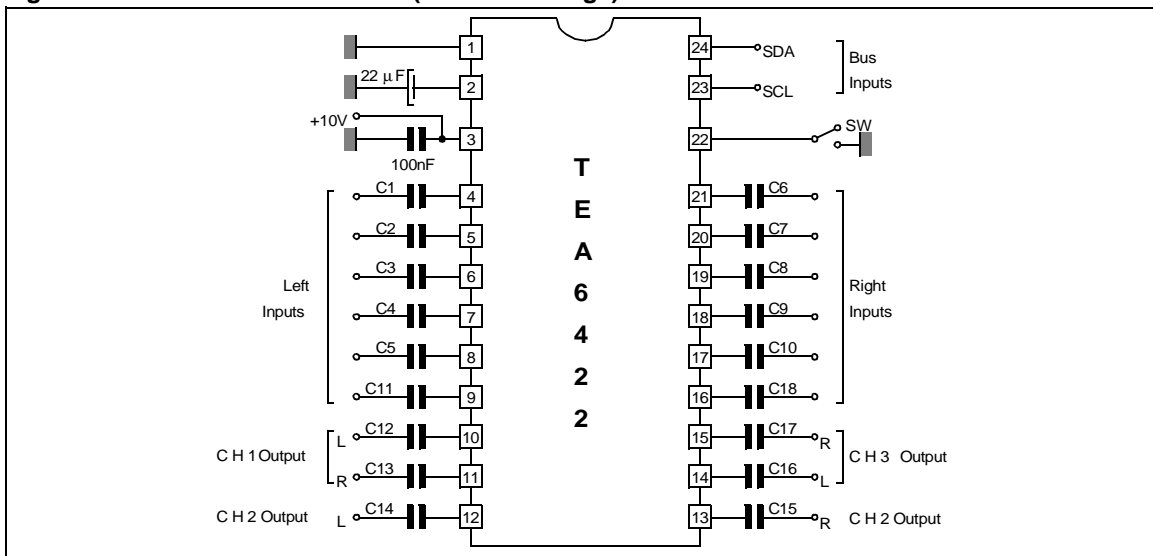 1
24
SDA
Bus
Inputs
22 μF
2
23
SCL
+10V
3
22
SW
100nF
T
E
A
6
4
2
2
C1
4
21
C6
C2
5
20
C7
C3
6
19
C8
Left
Inputs
Right
Inputs
C4
7
18
C9
C5
8
17
C10
C11
9
16
C18
C H 1 Output
L
C12
10
15
C17
R
C H 3 Output
R
C13
11
14
C16
L
C H 2 Output
L
C14
12
13
C15
R
C H 2 Output